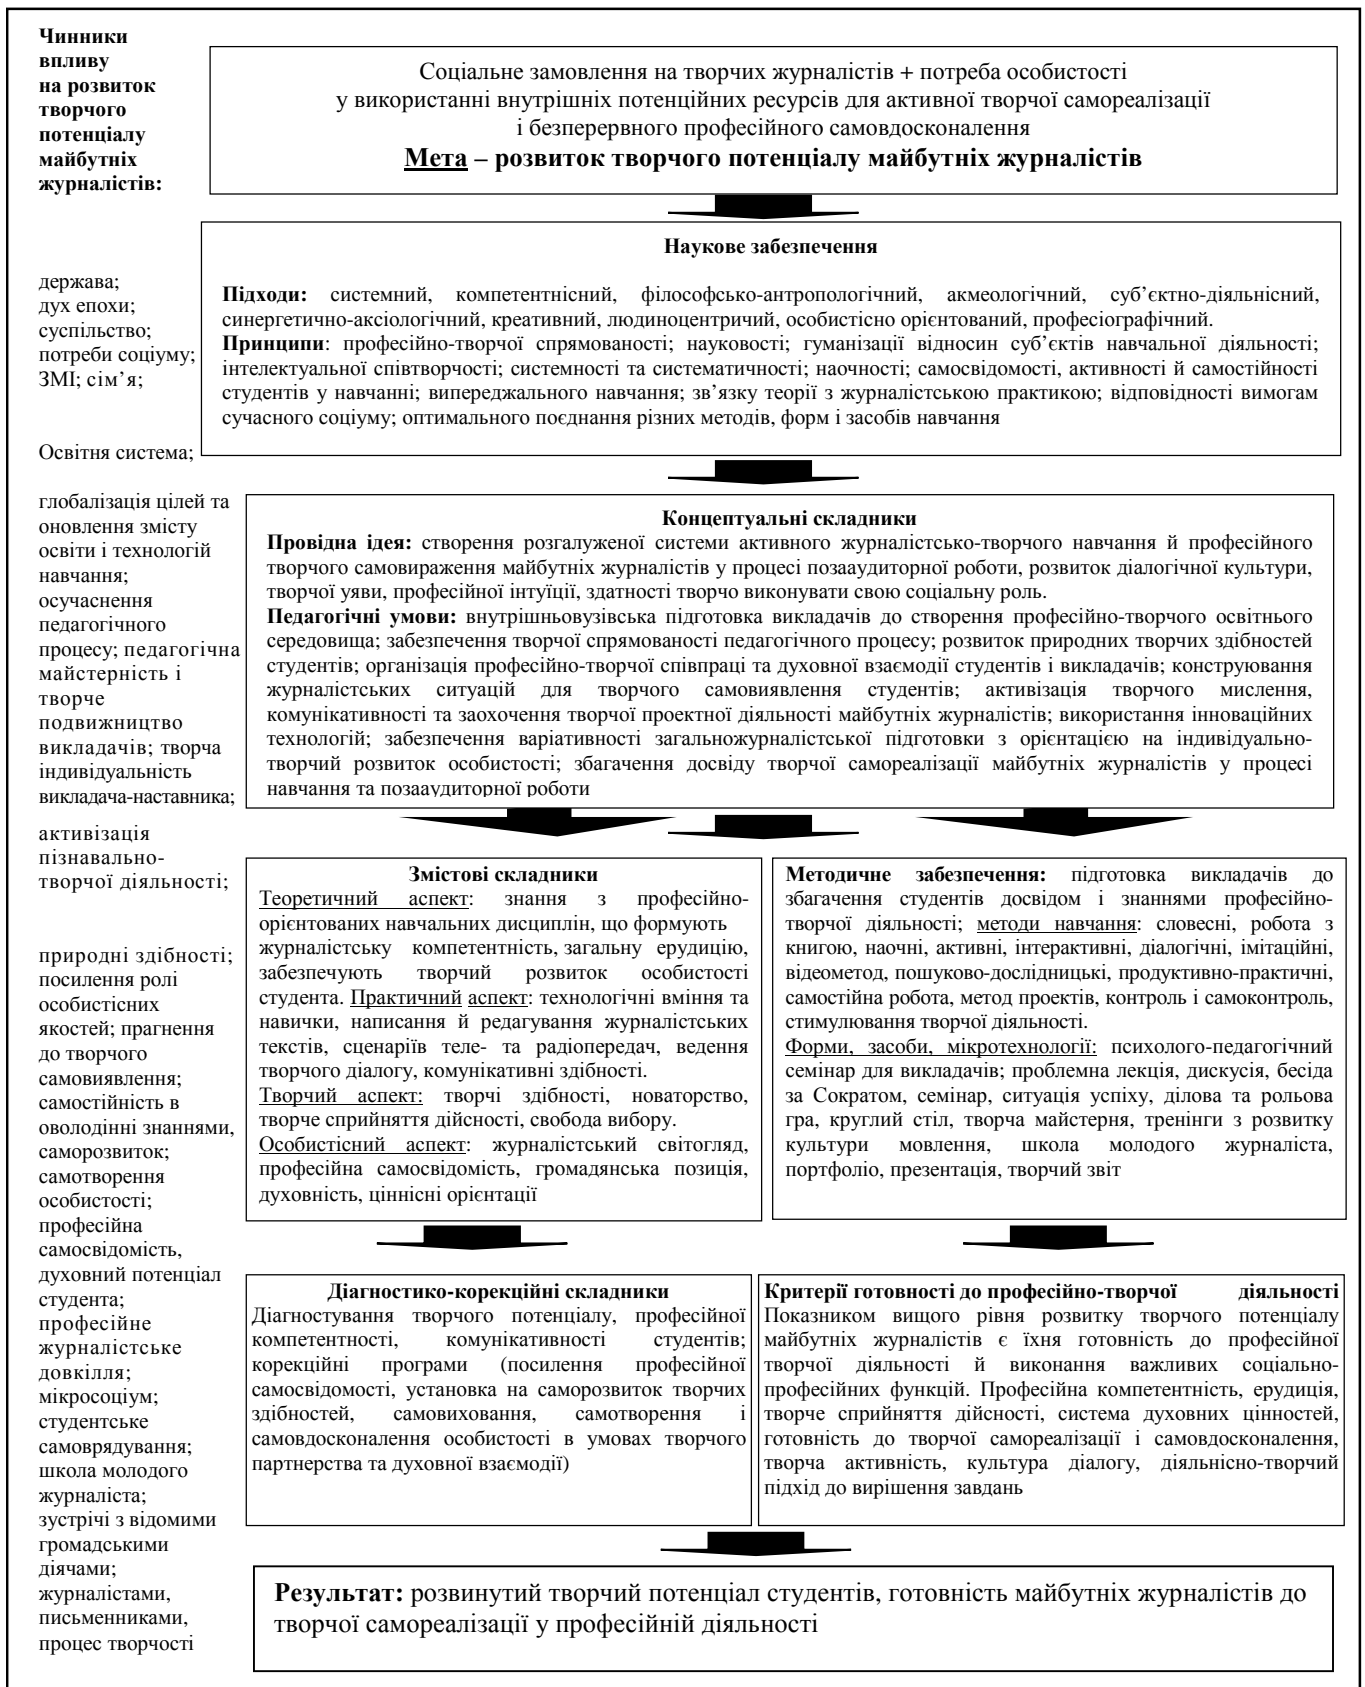 Чинники
впливу
на розвиток
творчого
потенціалу
майбутніх
журналістів:
держава;
дух епохи;
суспільство;
потреби соціуму;
ЗМІ; сім’я;
Освітня система;
глобалізація цілей та
оновлення змісту
освіти і технологій
навчання;
осучаснення
педагогічного
процесу; педагогічна
майстерність і
творче
подвижництво
викладачів; творча
індивідуальність
викладача-наставника;
активізація
пізнавально-
творчої діяльності;
природні здібності;
посилення ролі
особистісних
якостей; прагнення
до творчого
самовиявлення;
самостійність в
оволодінні знаннями,
саморозвиток;
самотворення
особистості;
професійна
самосвідомість,
духовний потенціал
студента;
професійне
журналістське
довкілля;
мікросоціум;
студентське
самоврядування;
школа молодого
журналіста;
зустрічі з відомими
громадськими
діячами;
журналістами,
письменниками,
процес творчості
Соціальне замовлення на творчих журналістів + потреба особистості
у використанні внутрішніх потенційних ресурсів для активної творчої самореалізації
і безперервного професійного самовдосконалення
Мета – розвиток творчого потенціалу майбутніх журналістів
Наукове забезпечення
Підходи: системний, компетентнісний, філософсько-антропологічний, акмеологічний, суб’єктно-діяльнісний,
синергетично-аксіологічний, креативний, людиноцентричий, особистісно орієнтований, професіографічний.
Принципи: професійно-творчої спрямованості; науковості; гуманізації відносин суб’єктів навчальної діяльності;
інтелектуальної співтворчості; системності та систематичності; наочності; самосвідомості, активності й самостійності
студентів у навчанні; випереджального навчання; зв’язку теорії з журналістською практикою; відповідності вимогам
сучасного соціуму; оптимального поєднання різних методів, форм і засобів навчання
Концептуальні складники
Провідна ідея: створення розгалуженої системи активного журналістсько-творчого навчання й професійного
творчого самовираження майбутніх журналістів у процесі позааудиторної роботи, розвиток діалогічної культури,
творчої уяви, професійної інтуїції, здатності творчо виконувати свою соціальну роль.
Педагогічні умови: внутрішньовузівська підготовка викладачів до створення професійно-творчого освітнього
середовища; забезпечення творчої спрямованості педагогічного процесу; розвиток природних творчих здібностей
студентів; організація професійно-творчої співпраці та духовної взаємодії студентів і викладачів; конструювання
журналістських ситуацій для творчого самовиявлення студентів; активізація творчого мислення,
комунікативності та заохочення творчої проектної діяльності майбутніх журналістів; використання інноваційних
технологій; забезпечення варіативності загальножурналістської підготовки з орієнтацією на індивідуально-
творчий розвиток особистості; збагачення досвіду творчої самореалізації майбутніх журналістів у процесі
навчання та позааудиторної роботи
Змістові складники
Теоретичний аспект: знання з професійно-
орієнтованих навчальних дисциплін, що формують
журналістську компетентність, загальну ерудицію,
забезпечують творчий розвиток особистості
студента. Практичний аспект: технологічні вміння та
навички, написання й редагування журналістських
текстів, сценаріїв теле- та радіопередач, ведення
творчого діалогу, комунікативні здібності.
Творчий аспект: творчі здібності, новаторство,
творче сприйняття дійсності, свобода вибору.
Особистісний аспект: журналістський світогляд,
професійна самосвідомість, громадянська позиція,
духовність, ціннісні орієнтації
Методичне забезпечення: підготовка викладачів до
збагачення студентів досвідом і знаннями професійно-
творчої діяльності; методи навчання: словесні, робота з
книгою, наочні, активні, інтерактивні, діалогічні, імітаційні,
відеометод, пошуково-дослідницькі, продуктивно-практичні,
самостійна робота, метод проектів, контроль і самоконтроль,
стимулювання творчої діяльності.
Форми, засоби, мікротехнології: психолого-педагогічний
семінар для викладачів; проблемна лекція, дискусія, бесіда
за Сократом, семінар, ситуація успіху, ділова та рольова
гра, круглий стіл, творча майстерня, тренінги з розвитку
культури мовлення, школа молодого журналіста,
портфоліо, презентація, творчий звіт
Діагностико-корекційні складники
Діагностування творчого потенціалу, професійної
компетентності, комунікативності студентів;
корекційні програми (посилення професійної
самосвідомості, установка на саморозвиток творчих
здібностей, самовиховання, самотворення і
самовдосконалення особистості в умовах творчого
партнерства та духовної взаємодії)
Критерії готовності до професійно-творчої діяльності
Показником вищого рівня розвитку творчого потенціалу
майбутніх журналістів є їхня готовність до професійної
творчої діяльності й виконання важливих соціально-
професійних функцій. Професійна компетентність, ерудиція,
творче сприйняття дійсності, система духовних цінностей,
готовність до творчої самореалізації і самовдосконалення,
творча активність, культура діалогу, діяльнісно-творчий
підхід до вирішення завдань
Результат: розвинутий творчий потенціал студентів, готовність майбутніх журналістів до
творчої самореалізації у професійній діяльності